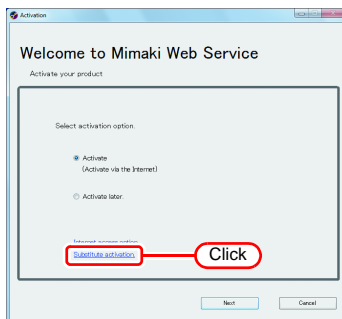 Activation
Welcome to Mimaki Web Service
Activate your product
Select activation option.
Activate
(Activate via the Internet)
Activate later.
Internet access option
Substitute activation.
Click
Next
Cancel